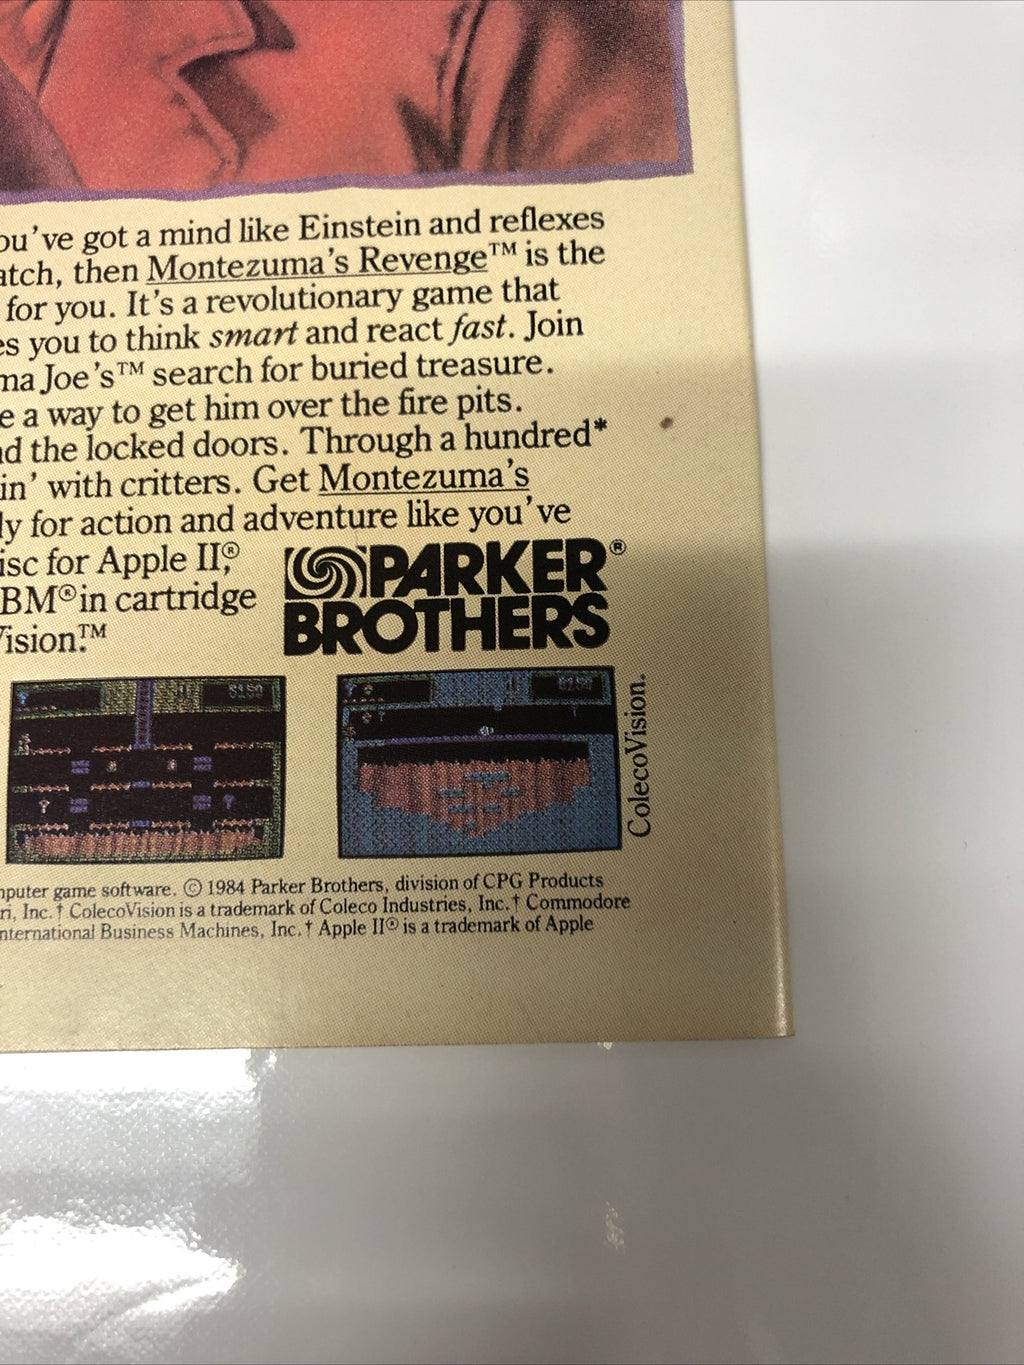 ou've got a mind like Einstein and reflexes
atch, then Montezuma's Revenge™ is the
for you. It's a revolutionary game that
es you to think smart and react fast. Join
ma Joe's™ search for buried treasure.
e a way to get him over the fire pits.
nd the locked doors. Through a hundred*
in' with critters. Get Montezuma's
ly for action and adventure like you've
isc for Apple II,®
BM® in cartridge
Vision.™
PARKER®
BROTHERS
ColecoVision.
mputer game software. © 1984 Parker Brothers, division of CPG Products
ri, Inc.† ColecoVision is a trademark of Coleco Industries, Inc.† Commodore
nternational Business Machines, Inc.† Apple II® is a trademark of Apple